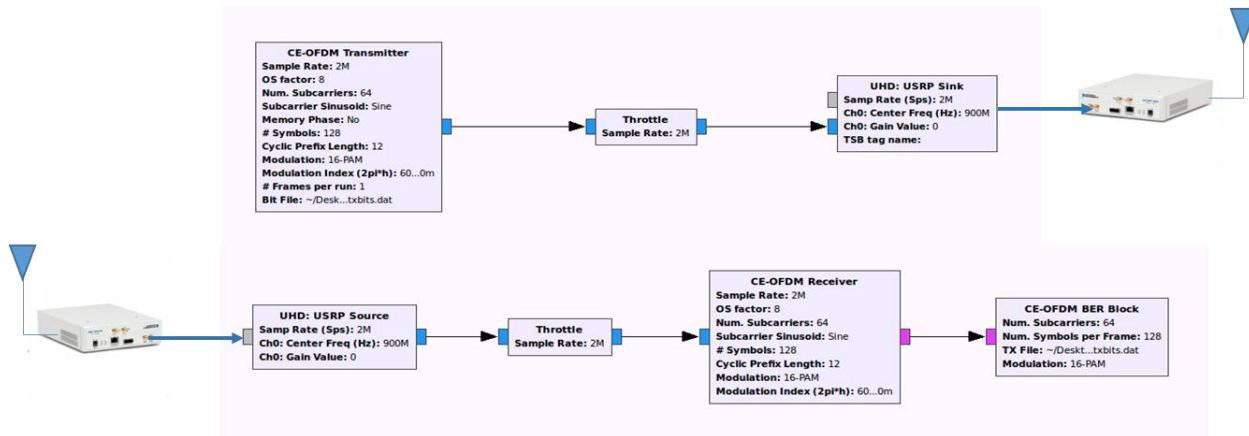 CE-OFDM Transmitter
Sample Rate: 2M
OS factor: 8
Num. Subcarriers: 64
Subcarrier Sinusoid: Sine
Memory Phase: No
# Symbols: 128
Cyclic Prefix Length: 12
Modulation: 16-PAM
Modulation Index (2pi*h): 60...0m
# Frames per run: 1
Bit File: ~/Desk...txbits.dat
Throttle
Sample Rate: 2M
UHD: USRP Sink
Samp Rate (Sps): 2M
Ch0: Center Freq (Hz): 900M
Ch0: Gain Value: 0
TSB tag name:
UHD: USRP Source
Samp Rate (Sps): 2M
Ch0: Center Freq (Hz): 900M
Ch0: Gain Value: 0
Throttle
Sample Rate: 2M
CE-OFDM Receiver
Sample Rate: 2M
OS factor: 8
Num. Subcarriers: 64
Subcarrier Sinusoid: Sine
# Symbols: 128
Cyclic Prefix Length: 12
Modulation: 16-PAM
Modulation Index (2pi*h): 60...0m
CE-OFDM BER Block
Num. Subcarriers: 64
Num. Symbols per Frame: 128
TX File: ~/Deskt...txbits.dat
Modulation: 16-PAM